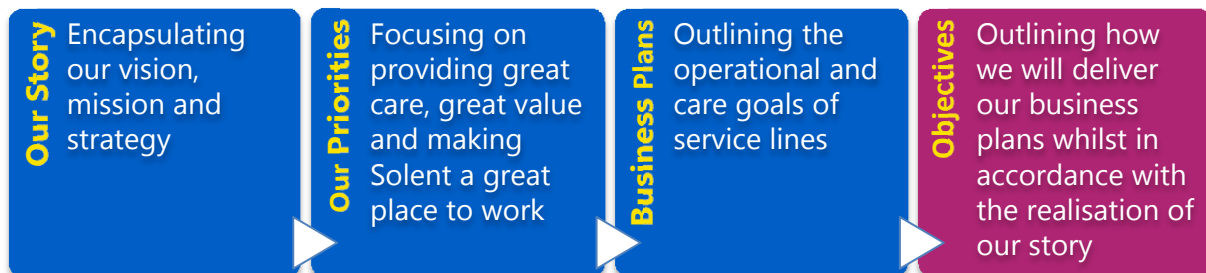 Our Story
Encapsulating
our vision,
mission and
strategy
Our Priorities
Focusing on
providing great
care, great value
and making
Solent a great
place to work
Business Plans
Outlining the
operational and
care goals of
service lines
Objectives
Outlining how
we will deliver
our business
plans whilst in
accordance with
the realisation of
our story